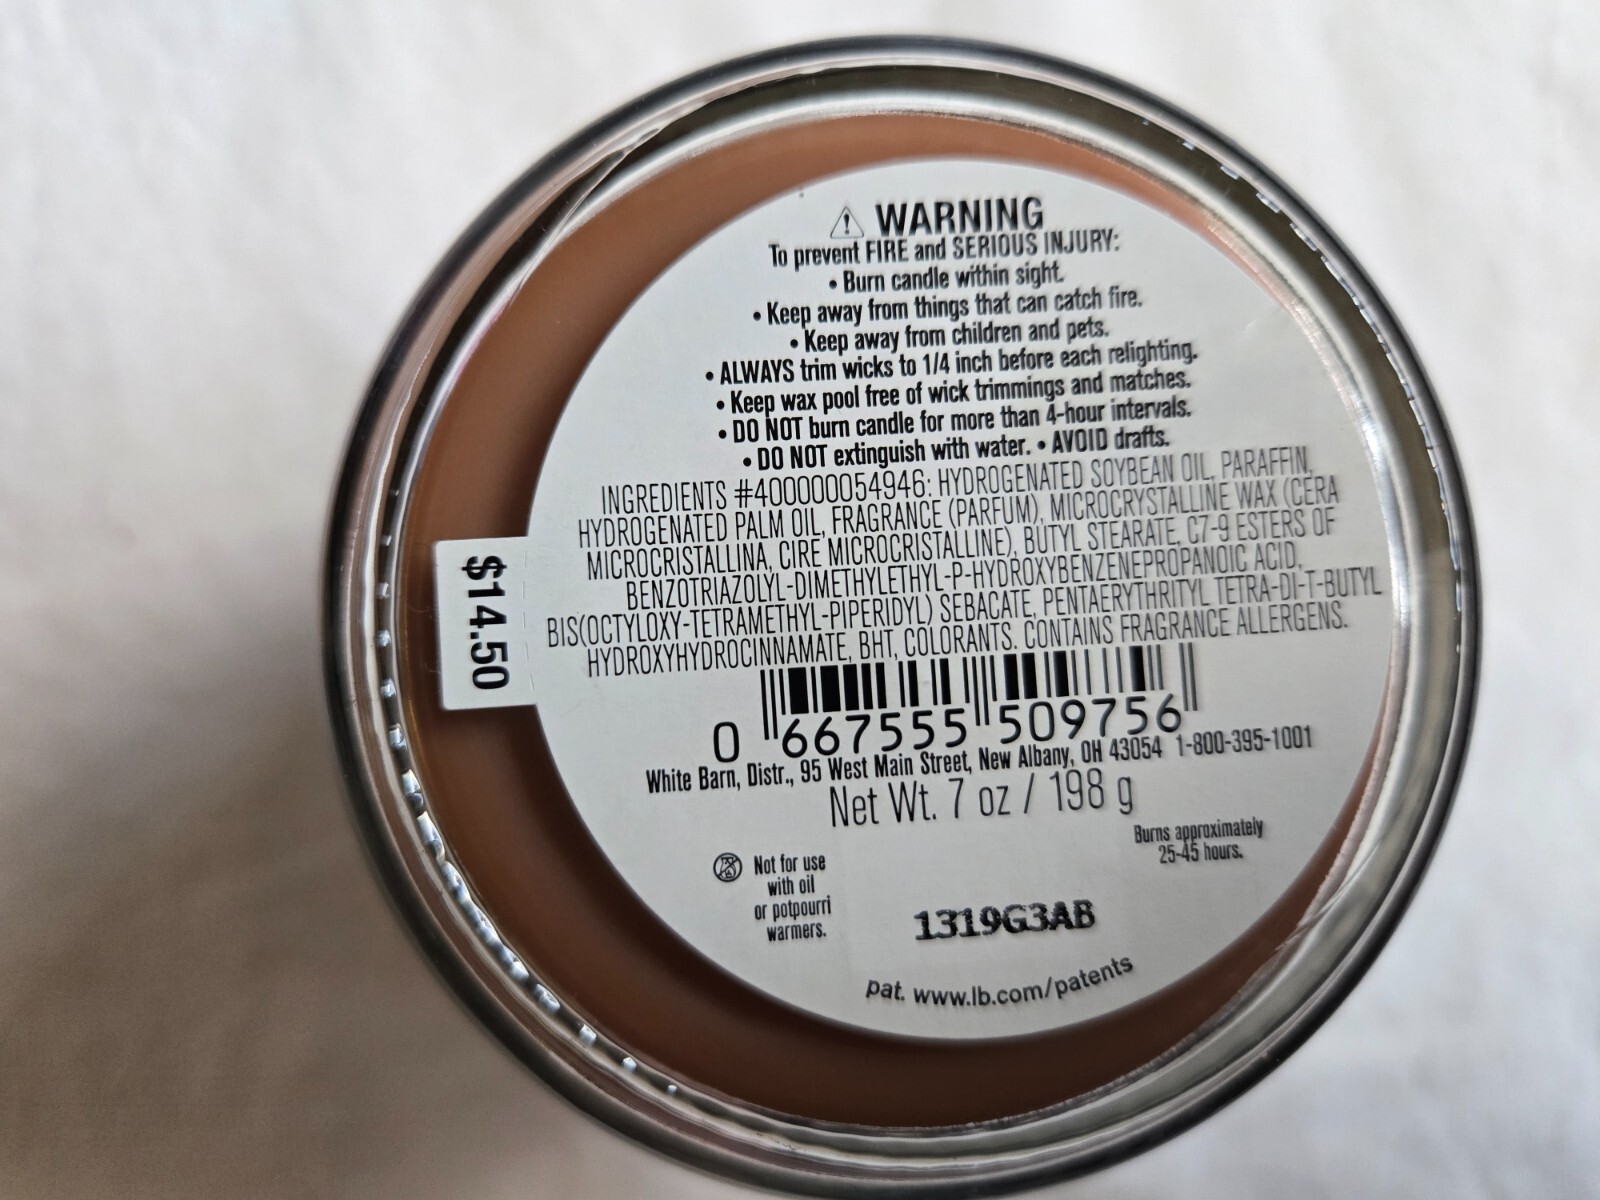 ⚠ WARNING
To prevent FIRE and SERIOUS INJURY:
• Burn candle within sight.
• Keep away from things that can catch fire.
• Keep away from children and pets.
• ALWAYS trim wicks to 1/4 inch before each relighting.
• Keep wax pool free of wick trimmings and matches.
• DO NOT burn candle for more than 4-hour intervals.
• DO NOT extinguish with water. • AVOID drafts.
INGREDIENTS #400000054946: HYDROGENATED SOYBEAN OIL, PARAFFIN,
HYDROGENATED PALM OIL, FRAGRANCE (PARFUM), MICROCRYSTALLINE WAX (CERA
MICROCRISTALLINA, CIRE MICROCRISTALLINE), BUTYL STEARATE, C7-9 ESTERS OF
BENZOTRIAZOLYL-DIMETHYLETHYL-P-HYDROXYBENZENEPROPANOIC ACID,
BIS(OCTYLOXY-TETRAMETHYL-PIPERIDYL) SEBACATE, PENTAERYTHRITYL TETRA-DI-T-BUTYL
HYDROXYHYDROCINNAMATE, BHT, COLORANTS. CONTAINS FRAGRANCE ALLERGENS.
$14.50
0 667555 509756
White Barn, Distr., 95 West Main Street, New Albany, OH 43054 1-800-395-1001
Net Wt. 7 oz / 198 g
Burns approximately
25-45 hours.
Not for use
with oil
or potpourri
warmers.
1319G3AB
pat. www.lb.com/patents